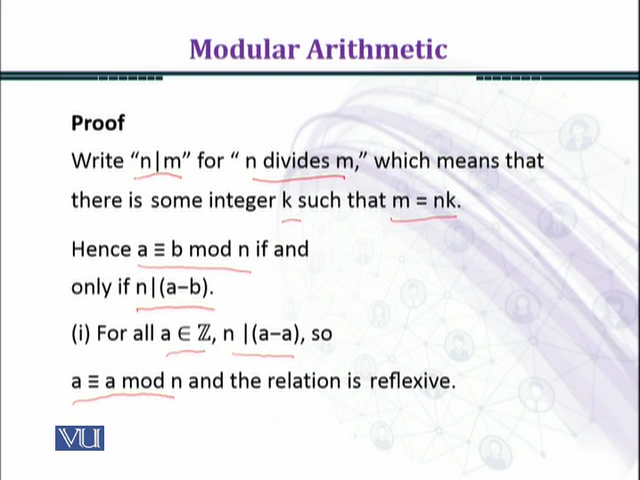 Modular Arithmetic
Proof
Write “n|m” for “ n divides m,” which means that
there is some integer k such that m = nk.
Hence a ≡ b mod n if and
only if n|(a−b).
(i) For all a ∈ ℤ, n |(a−a), so
a ≡ a mod n and the relation is reflexive.
VU